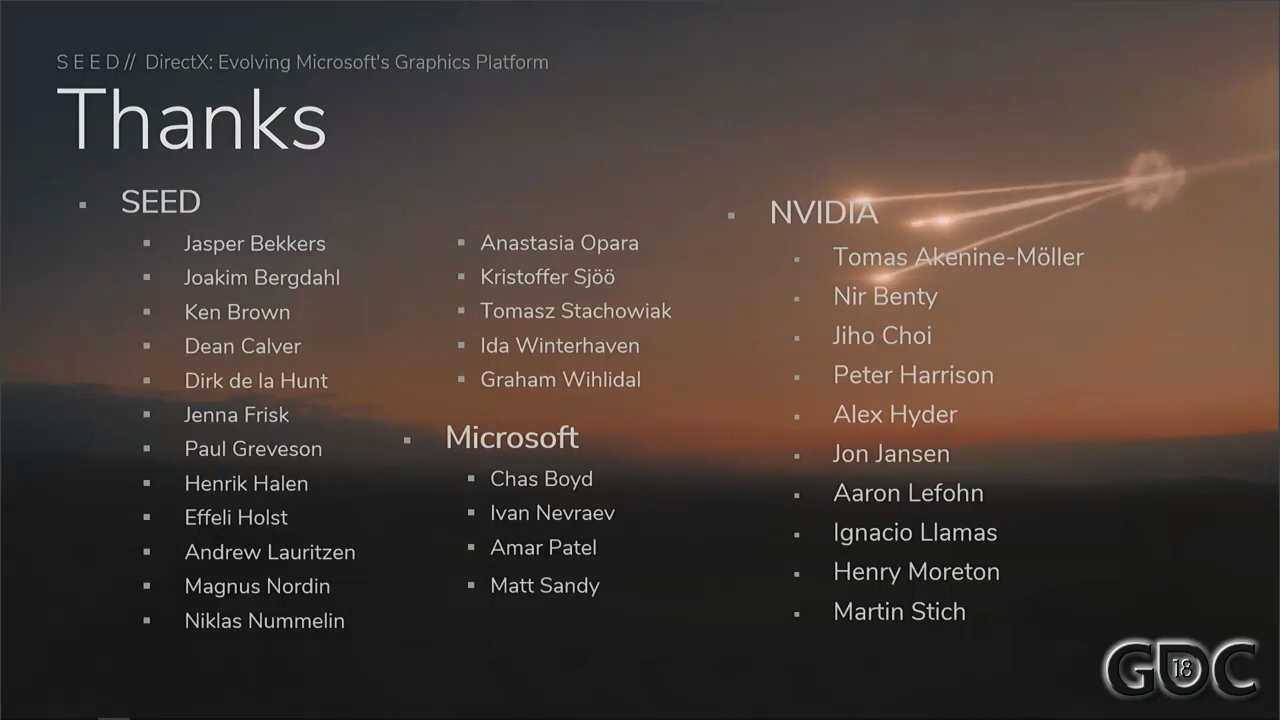 S E E D // DirectX: Evolving Microsoft's Graphics Platform
Thanks
SEED
Jasper Bekkers
Joakim Bergdahl
Ken Brown
Dean Calver
Dirk de la Hunt
Jenna Frisk
Paul Greveson
Henrik Halen
Effeli Holst
Andrew Lauritzen
Magnus Nordin
Niklas Nummelin
Anastasia Opara
Kristoffer Sjöö
Tomasz Stachowiak
Ida Winterhaven
Graham Wihlidal
Microsoft
Chas Boyd
Ivan Nevraev
Amar Patel
Matt Sandy
NVIDIA
Tomas Akenine-Möller
Nir Benty
Jiho Choi
Peter Harrison
Alex Hyder
Jon Jansen
Aaron Lefohn
Ignacio Llamas
Henry Moreton
Martin Stich
GDC 18